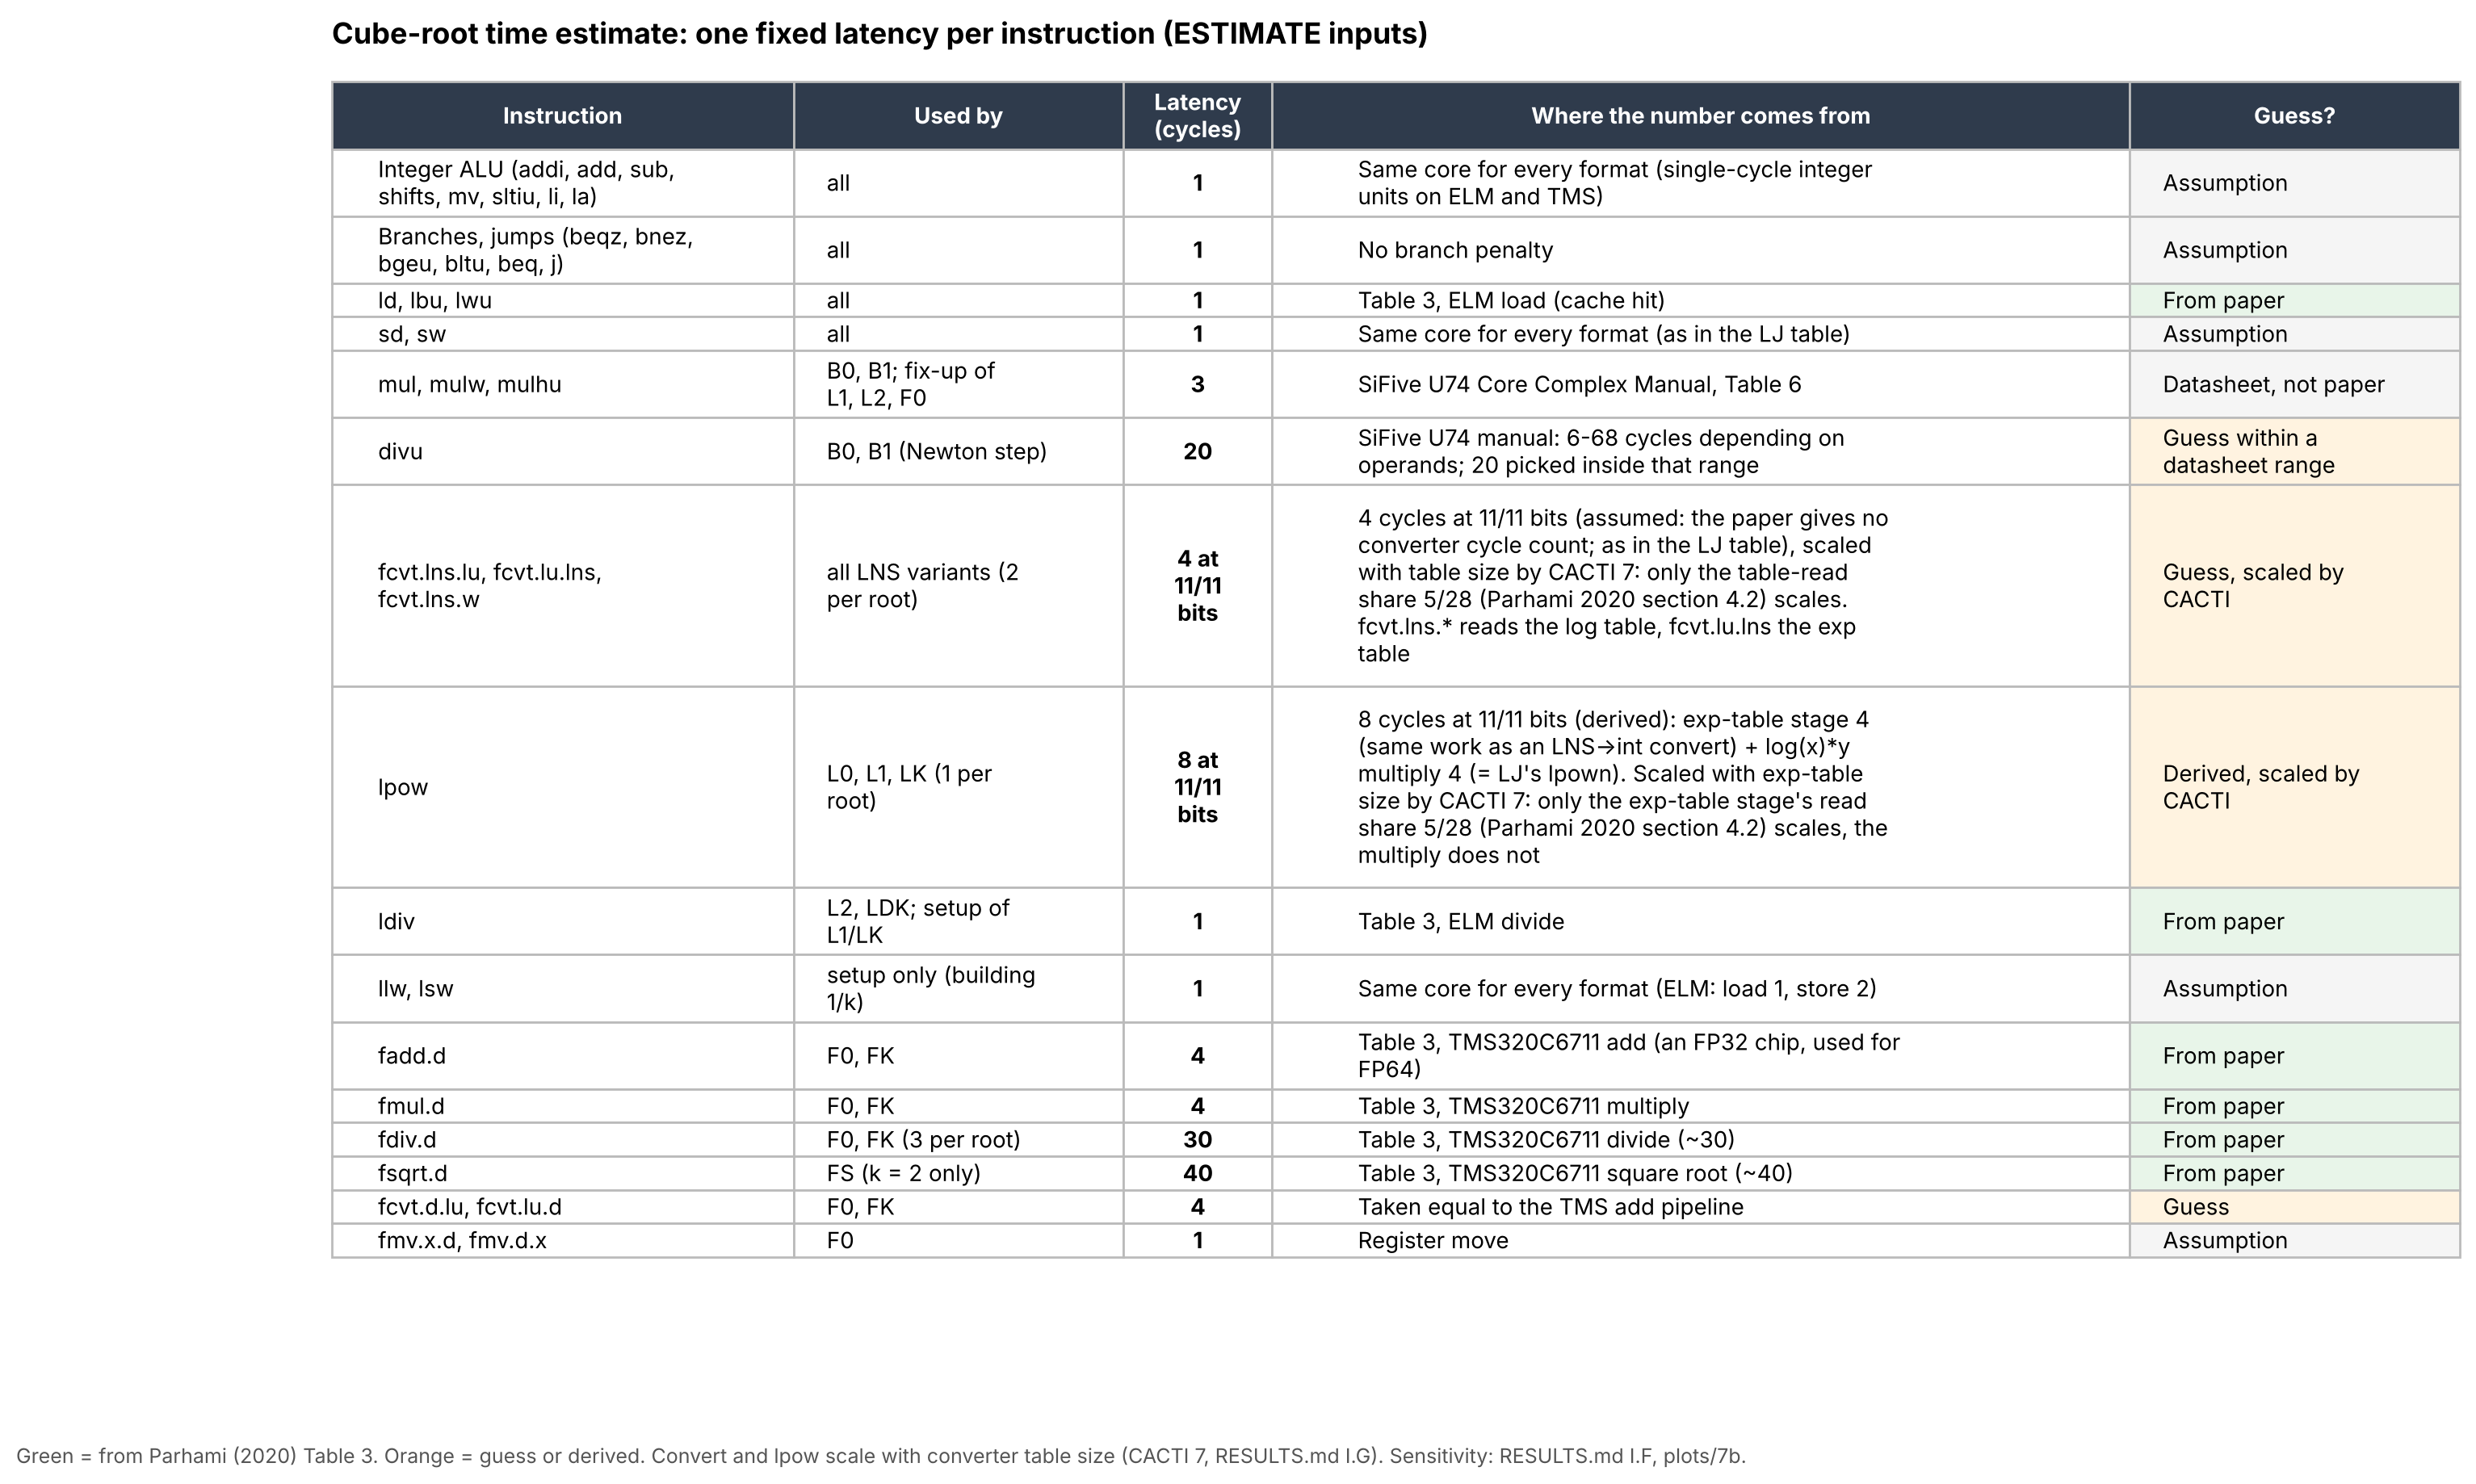 Cube-root time estimate: one fixed latency per instruction (ESTIMATE inputs)
Instruction
Used by
Latency
(cycles)
Where the number comes from
Guess?
Integer ALU (addi, add, sub,
shifts, mv, sltiu, li, la)
all
1
Same core for every format (single-cycle integer
units on ELM and TMS)
Assumption
Branches, jumps (beqz, bnez,
bgeu, bltu, beq, j)
all
1
No branch penalty
Assumption
ld, lbu, lwu
all
1
Table 3, ELM load (cache hit)
From paper
sd, sw
all
1
Same core for every format (as in the LJ table)
Assumption
mul, mulw, mulhu
B0, B1; fix-up of
L1, L2, F0
3
SiFive U74 Core Complex Manual, Table 6
Datasheet, not paper
divu
B0, B1 (Newton step)
20
SiFive U74 manual: 6-68 cycles depending on
operands; 20 picked inside that range
Guess within a
datasheet range
fcvt.lns.lu, fcvt.lu.lns,
fcvt.lns.w
all LNS variants (2
per root)
4 at
11/11
bits
4 cycles at 11/11 bits (assumed: the paper gives no
converter cycle count; as in the LJ table), scaled
with table size by CACTI 7: only the table-read
share 5/28 (Parhami 2020 section 4.2) scales.
fcvt.lns.* reads the log table, fcvt.lu.lns the exp
table
Guess, scaled by
CACTI
lpow
L0, L1, LK (1 per
root)
8 at
11/11
bits
8 cycles at 11/11 bits (derived): exp-table stage 4
(same work as an LNS→int convert) + log(x)*y
multiply 4 (= LJ's lpown). Scaled with exp-table
size by CACTI 7: only the exp-table stage's read
share 5/28 (Parhami 2020 section 4.2) scales, the
multiply does not
Derived, scaled by
CACTI
ldiv
L2, LDK; setup of
L1/LK
1
Table 3, ELM divide
From paper
llw, lsw
setup only (building
1/k)
1
Same core for every format (ELM: load 1, store 2)
Assumption
fadd.d
F0, FK
4
Table 3, TMS320C6711 add (an FP32 chip, used for
FP64)
From paper
fmul.d
F0, FK
4
Table 3, TMS320C6711 multiply
From paper
fdiv.d
F0, FK (3 per root)
30
Table 3, TMS320C6711 divide (~30)
From paper
fsqrt.d
FS (k = 2 only)
40
Table 3, TMS320C6711 square root (~40)
From paper
fcvt.d.lu, fcvt.lu.d
F0, FK
4
Taken equal to the TMS add pipeline
Guess
fmv.x.d, fmv.d.x
F0
1
Register move
Assumption
Green = from Parhami (2020) Table 3. Orange = guess or derived. Convert and lpow scale with converter table size (CACTI 7, RESULTS.md I.G). Sensitivity: RESULTS.md I.F, plots/7b.